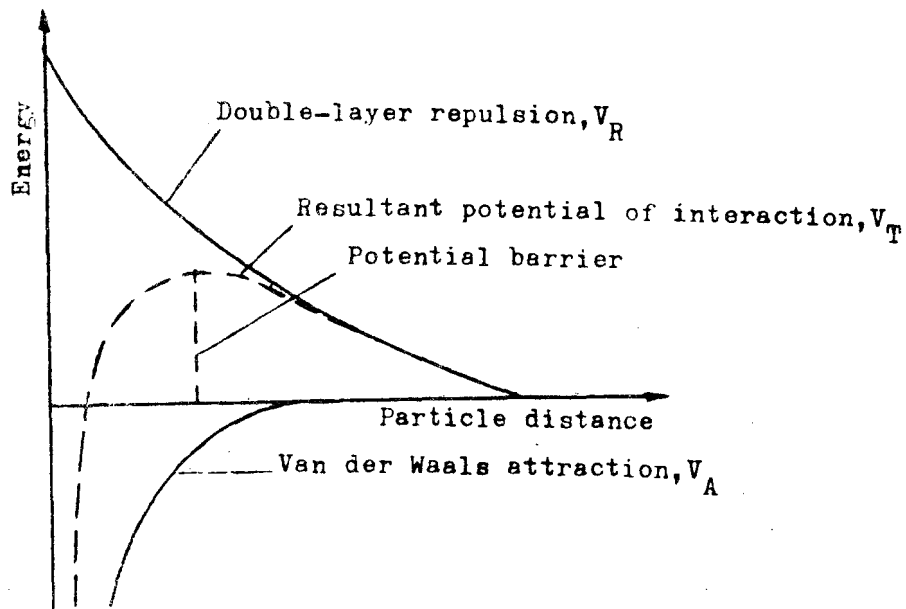 Energy
Double-layer repulsion, V_R
Resultant potential of interaction, V_T
Potential barrier
Particle distance
Van der Waals attraction, V_A